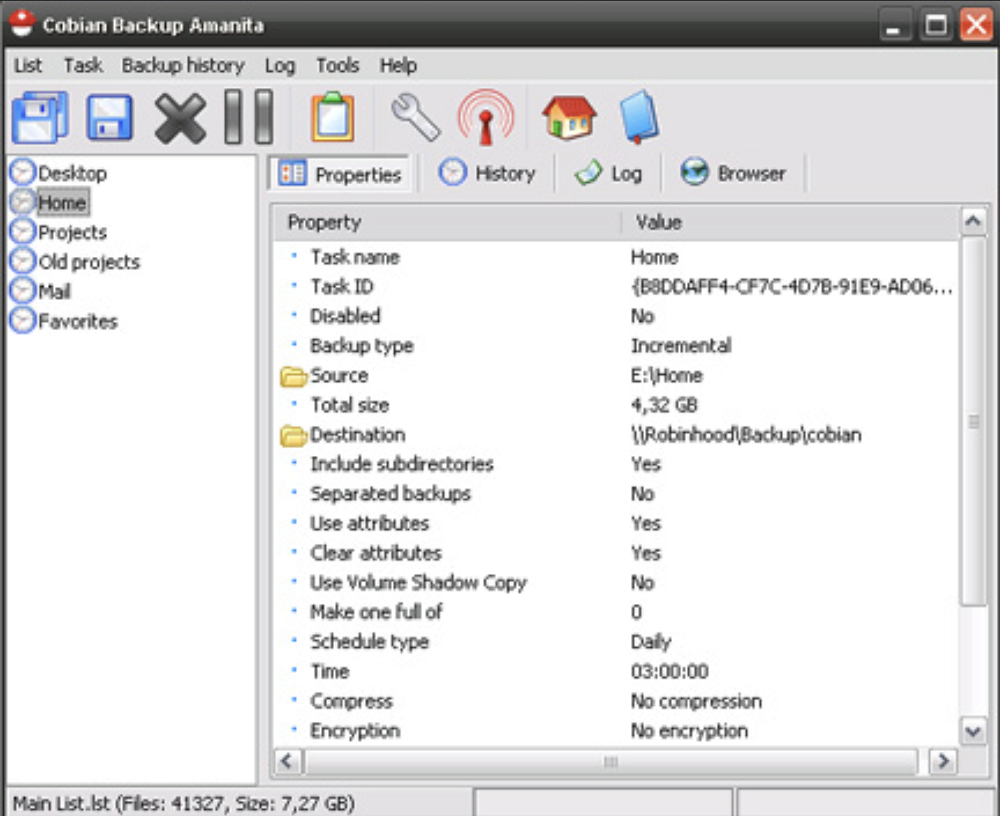 Cobian Backup Amanita
List Task Backup history Log Tools Help
Desktop
Home
Projects
Old projects
Mail
Favorites
Properties History Log Browser
Property Value
Task name Home
Task ID {B8DDAFF4-CF7C-4D7B-91E9-AD06...
Disabled No
Backup type Incremental
Source E:\Home
Total size 4,32 GB
Destination \\Robinhood\Backup\cobian
Include subdirectories Yes
Separated backups No
Use attributes Yes
Clear attributes Yes
Use Volume Shadow Copy No
Make one full of 0
Schedule type Daily
Time 03:00:00
Compress No compression
Encryption No encryption
Main List.lst (Files: 41327, Size: 7,27 GB)